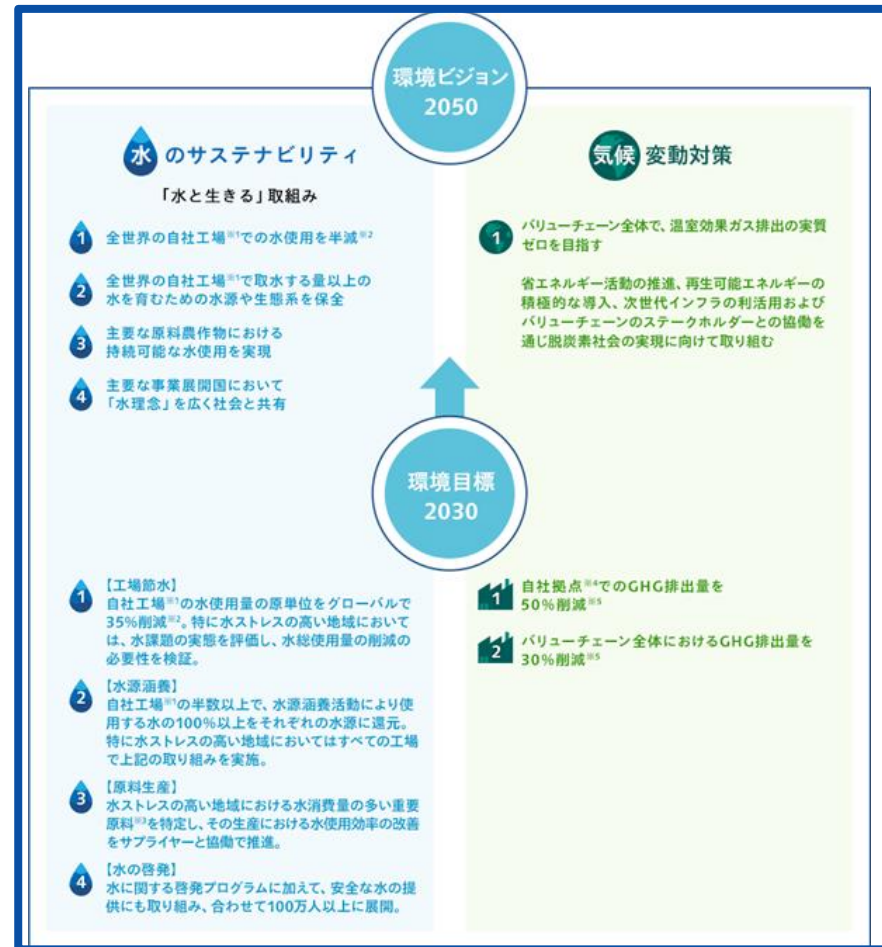 環境ビジョン
2050
水のサステナビリティ
「水と生きる」取組み
1 全世界の自社工場※1での水使用を半減※2
2 全世界の自社工場※1で取水する量以上の
水を育むための水源や生態系を保全
3 主要な原料農作物における
持続可能な水使用を実現
4 主要な事業展開国において
「水理念」を広く社会と共有
気候変動対策
1 バリューチェーン全体で、温室効果ガス排出の実質
ゼロを目指す
省エネルギー活動の推進、再生可能エネルギーの
積極的な導入、次世代インフラの利活用および
バリューチェーンのステークホルダーとの協働を
通じ脱炭素社会の実現に向けて取り組む
環境目標
2030
1 【工場節水】
自社工場※1の水使用量の原単位をグローバルで
35%削減※2。特に水ストレスの高い地域において
は、水課題の実態を評価し、水総使用量の削減の
必要性を検証。
2 【水源涵養】
自社工場※1の半数以上で、水源涵養活動により使
用する水の100%以上をそれぞれの水源に還元。
特に水ストレスの高い地域においてはすべての工場
で上記の取り組みを実施。
3 【原料生産】
水ストレスの高い地域における水消費量の多い重要
原料※3を特定し、その生産における水使用効率の改善
をサプライヤーと協働で推進。
4 【水の啓発】
水に関する啓発プログラムに加えて、安全な水の提
供にも取り組み、合わせて100万人以上に展開。
1 自社拠点※4でのGHG排出量を
50%削減※5
2 バリューチェーン全体におけるGHG排出量を
30%削減※5